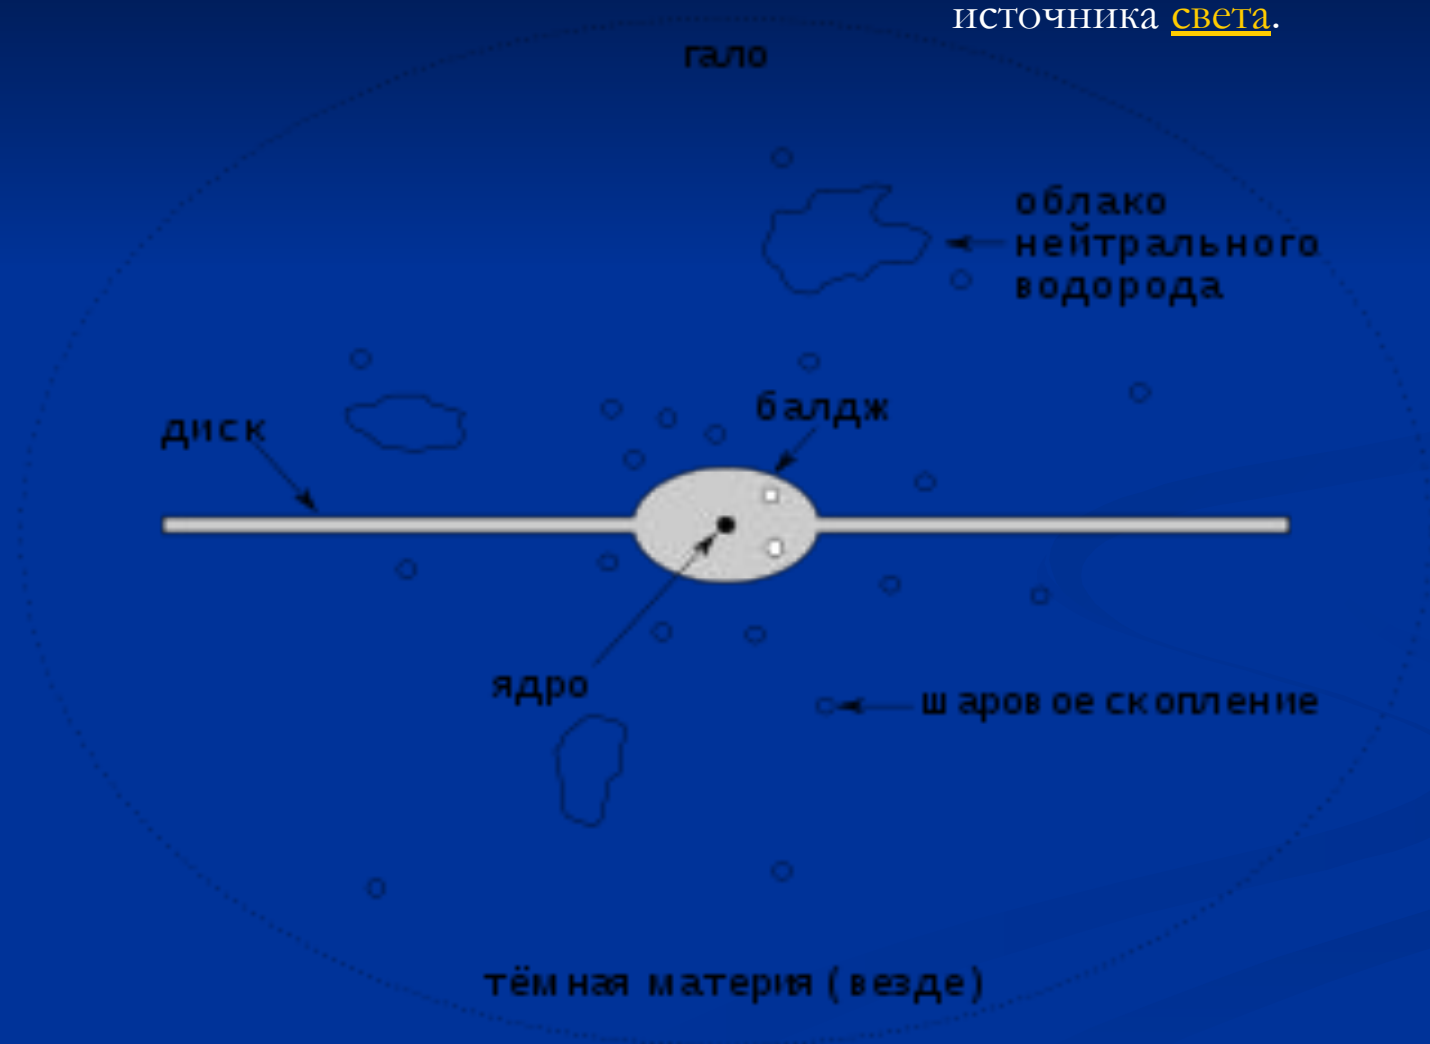 источника света.
гало
облако
нейтрального
водорода
балдж
диск
ядро
шаровое скопление
тёмная материя (везде)